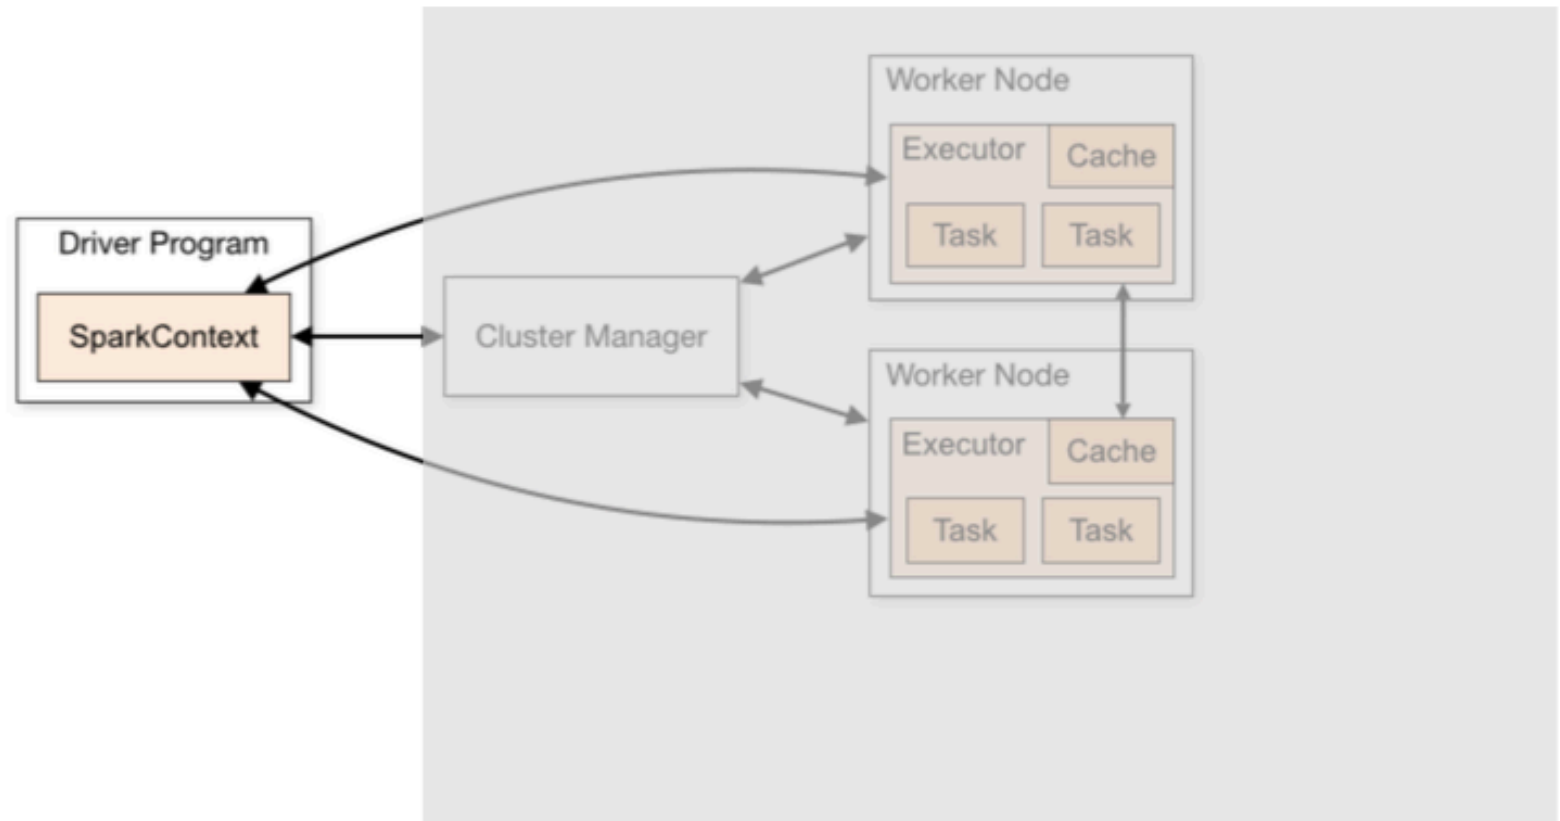 Driver Program
SparkContext
Cluster Manager
Worker Node
Executor
Cache
Task
Task
Worker Node
Executor
Cache
Task
Task